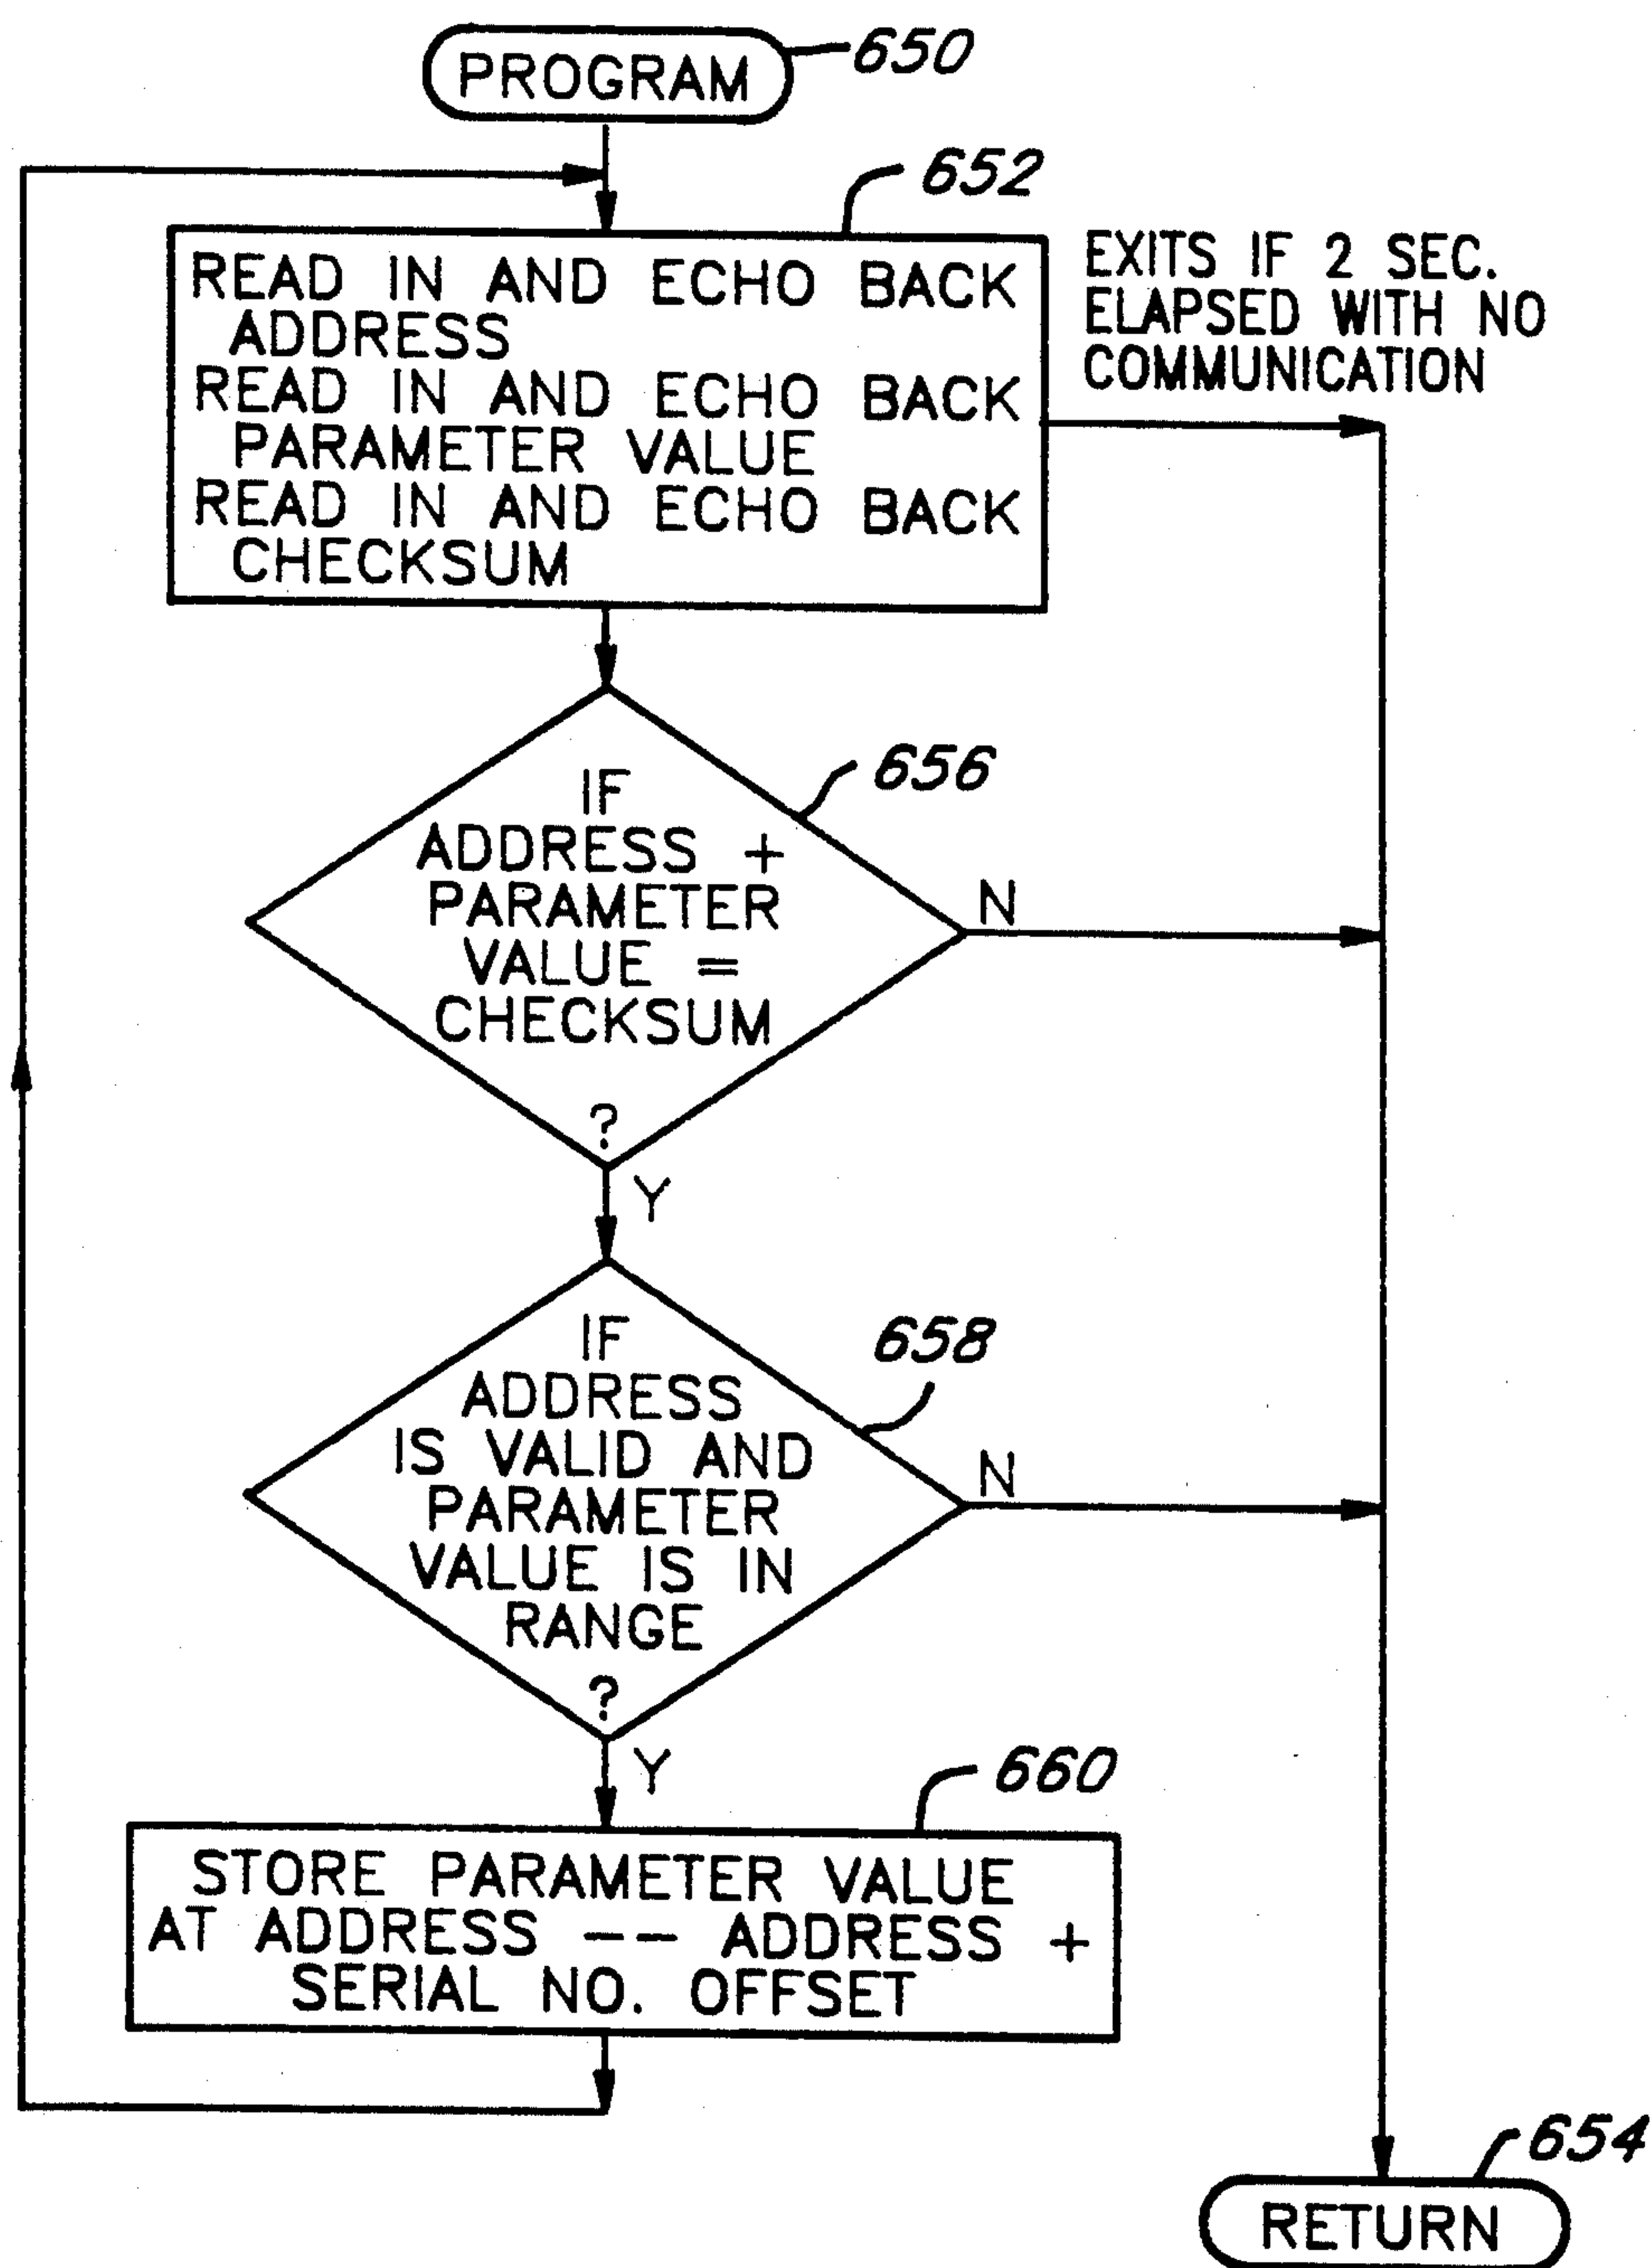 PROGRAM
650
652
READ IN AND ECHO BACK
ADDRESS
READ IN AND ECHO BACK
PARAMETER VALUE
READ IN AND ECHO BACK
CHECKSUM
EXITS IF 2 SEC.
ELAPSED WITH NO
COMMUNICATION
656
IF
ADDRESS +
PARAMETER
VALUE =
CHECKSUM
?
N
Y
658
IF
ADDRESS
IS VALID AND
PARAMETER
VALUE IS IN
RANGE
?
N
Y
660
STORE PARAMETER VALUE
AT ADDRESS -- ADDRESS +
SERIAL NO. OFFSET
654
RETURN